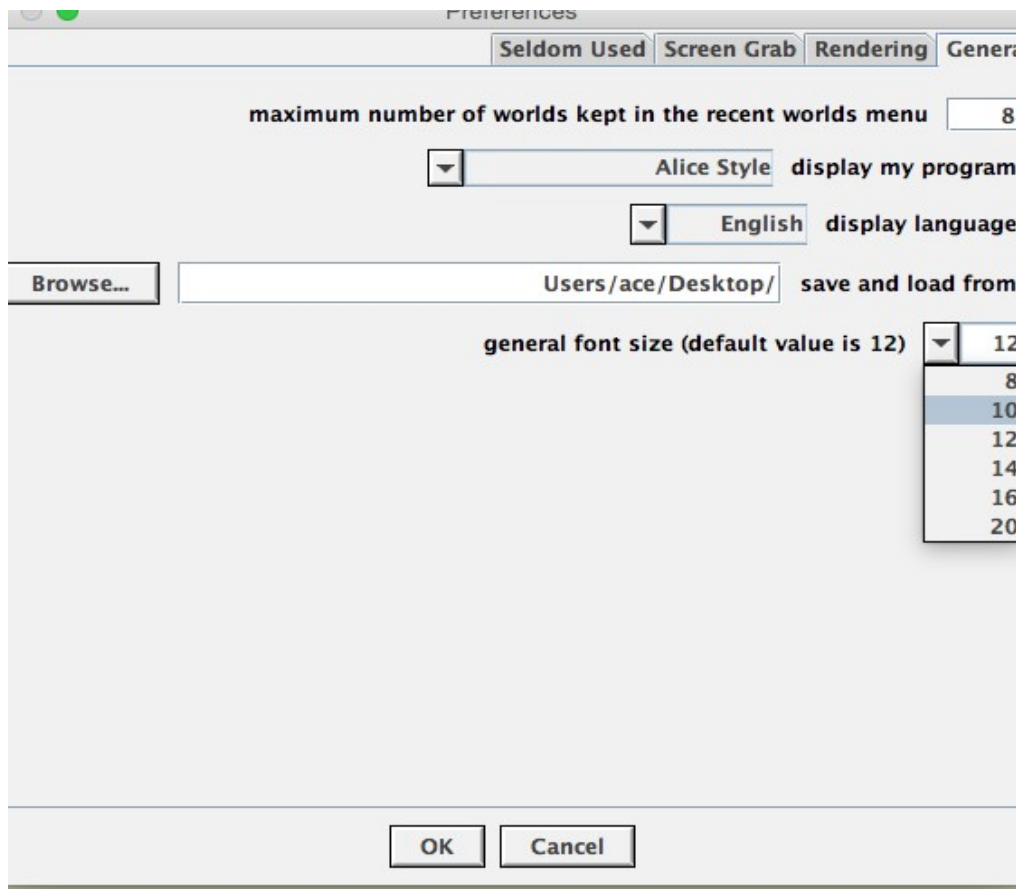 Preferences
Seldom Used Screen Grab Rendering Genera
maximum number of worlds kept in the recent worlds menu 8
Alice Style display my program
English display language
Browse... Users/ace/Desktop/ save and load from
general font size (default value is 12) 12
8
10
12
14
16
20
OK Cancel